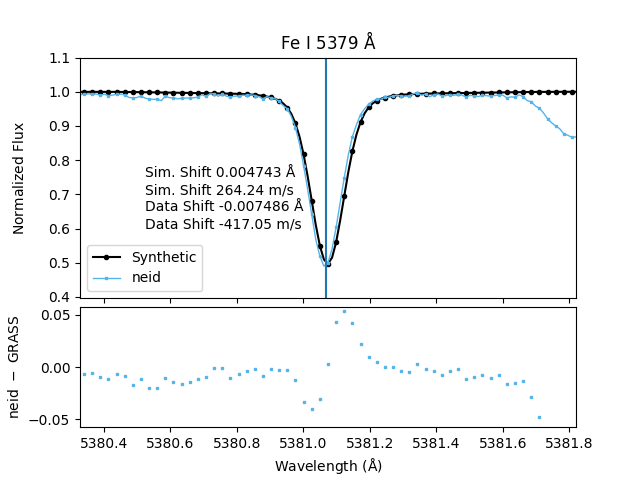 Fe I 5379 Å
1.1
1.0
0.9
0.8
0.7
0.6
0.5
0.4
Normalized Flux
Sim. Shift 0.004743 Å
Sim. Shift 264.24 m/s
Data Shift -0.007486 Å
Data Shift -417.05 m/s
Synthetic
neid
0.05
0.00
−0.05
neid − GRASS
5380.4 5380.6 5380.8 5381.0 5381.2 5381.4 5381.6 5381.8
Wavelength (Å)